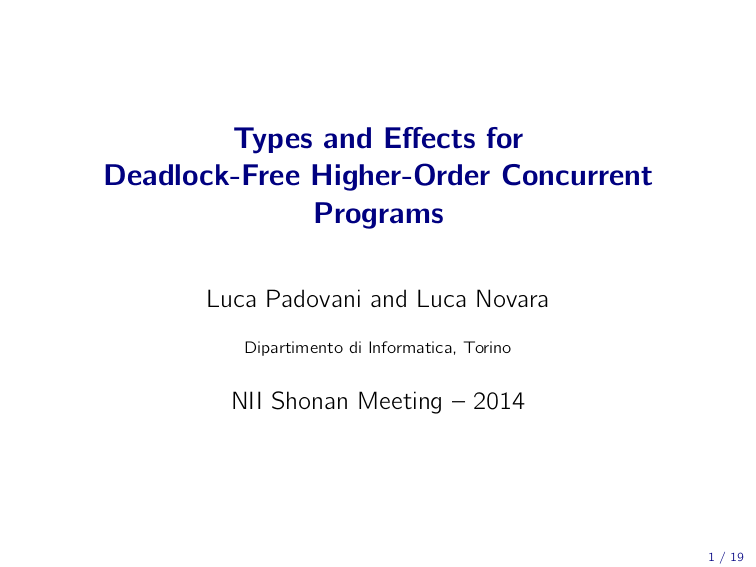 Types and Effects for
Deadlock-Free Higher-Order Concurrent
Programs
Luca Padovani and Luca Novara
Dipartimento di Informatica, Torino
NII Shonan Meeting – 2014
1 / 19